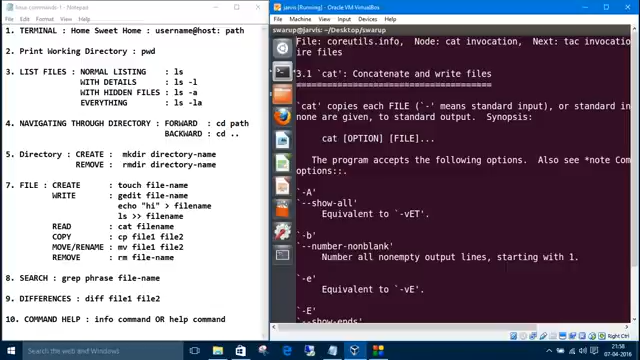 linux commands-1 - Notepad
File Edit Format View Help
1. TERMINAL : Home Sweet Home : username@host: path
2. Print Working Directory : pwd
3. LIST FILES : NORMAL LISTING : ls
WITH DETAILS : ls -l
WITH HIDDEN FILES : ls -a
EVERYTHING : ls -la
4. NAVIGATING THROUGH DIRECTORY : FORWARD : cd path
BACKWARD : cd ..
5. Directory : CREATE : mkdir directory-name
REMOVE : rmdir directory-name
7. FILE : CREATE : touch file-name
WRITE : gedit file-name
echo "hi" > filename
ls >> filename
READ : cat filename
COPY : cp file1 file2
MOVE/RENAME : mv file1 file2
REMOVE : rm file-name
8. SEARCH : grep phrase file-name
9. DIFFERENCES : diff file1 file2
10. COMMAND HELP : info command OR help command
jarvis [Running] - Oracle VM VirtualBox
File Machine View Input Devices Help
swarup@jarvis: ~/Desktop/swarup
File: coreutils.info, Node: cat invocation, Next: tac invocatio
ire files
3.1 `cat': Concatenate and write files
======================================
`cat' copies each FILE (`-' means standard input), or standard in
none are given, to standard output. Synopsis:
cat [OPTION] [FILE]...
The program accepts the following options. Also see *note Com
options::.
`-A'
`--show-all'
Equivalent to `-vET'.
`-b'
`--number-nonblank'
Number all nonempty output lines, starting with 1.
`-e'
Equivalent to `-vE'.
`-E'
`--show-ends'
Right Ctrl
Search the web and Windows
21:58
07-04-2016